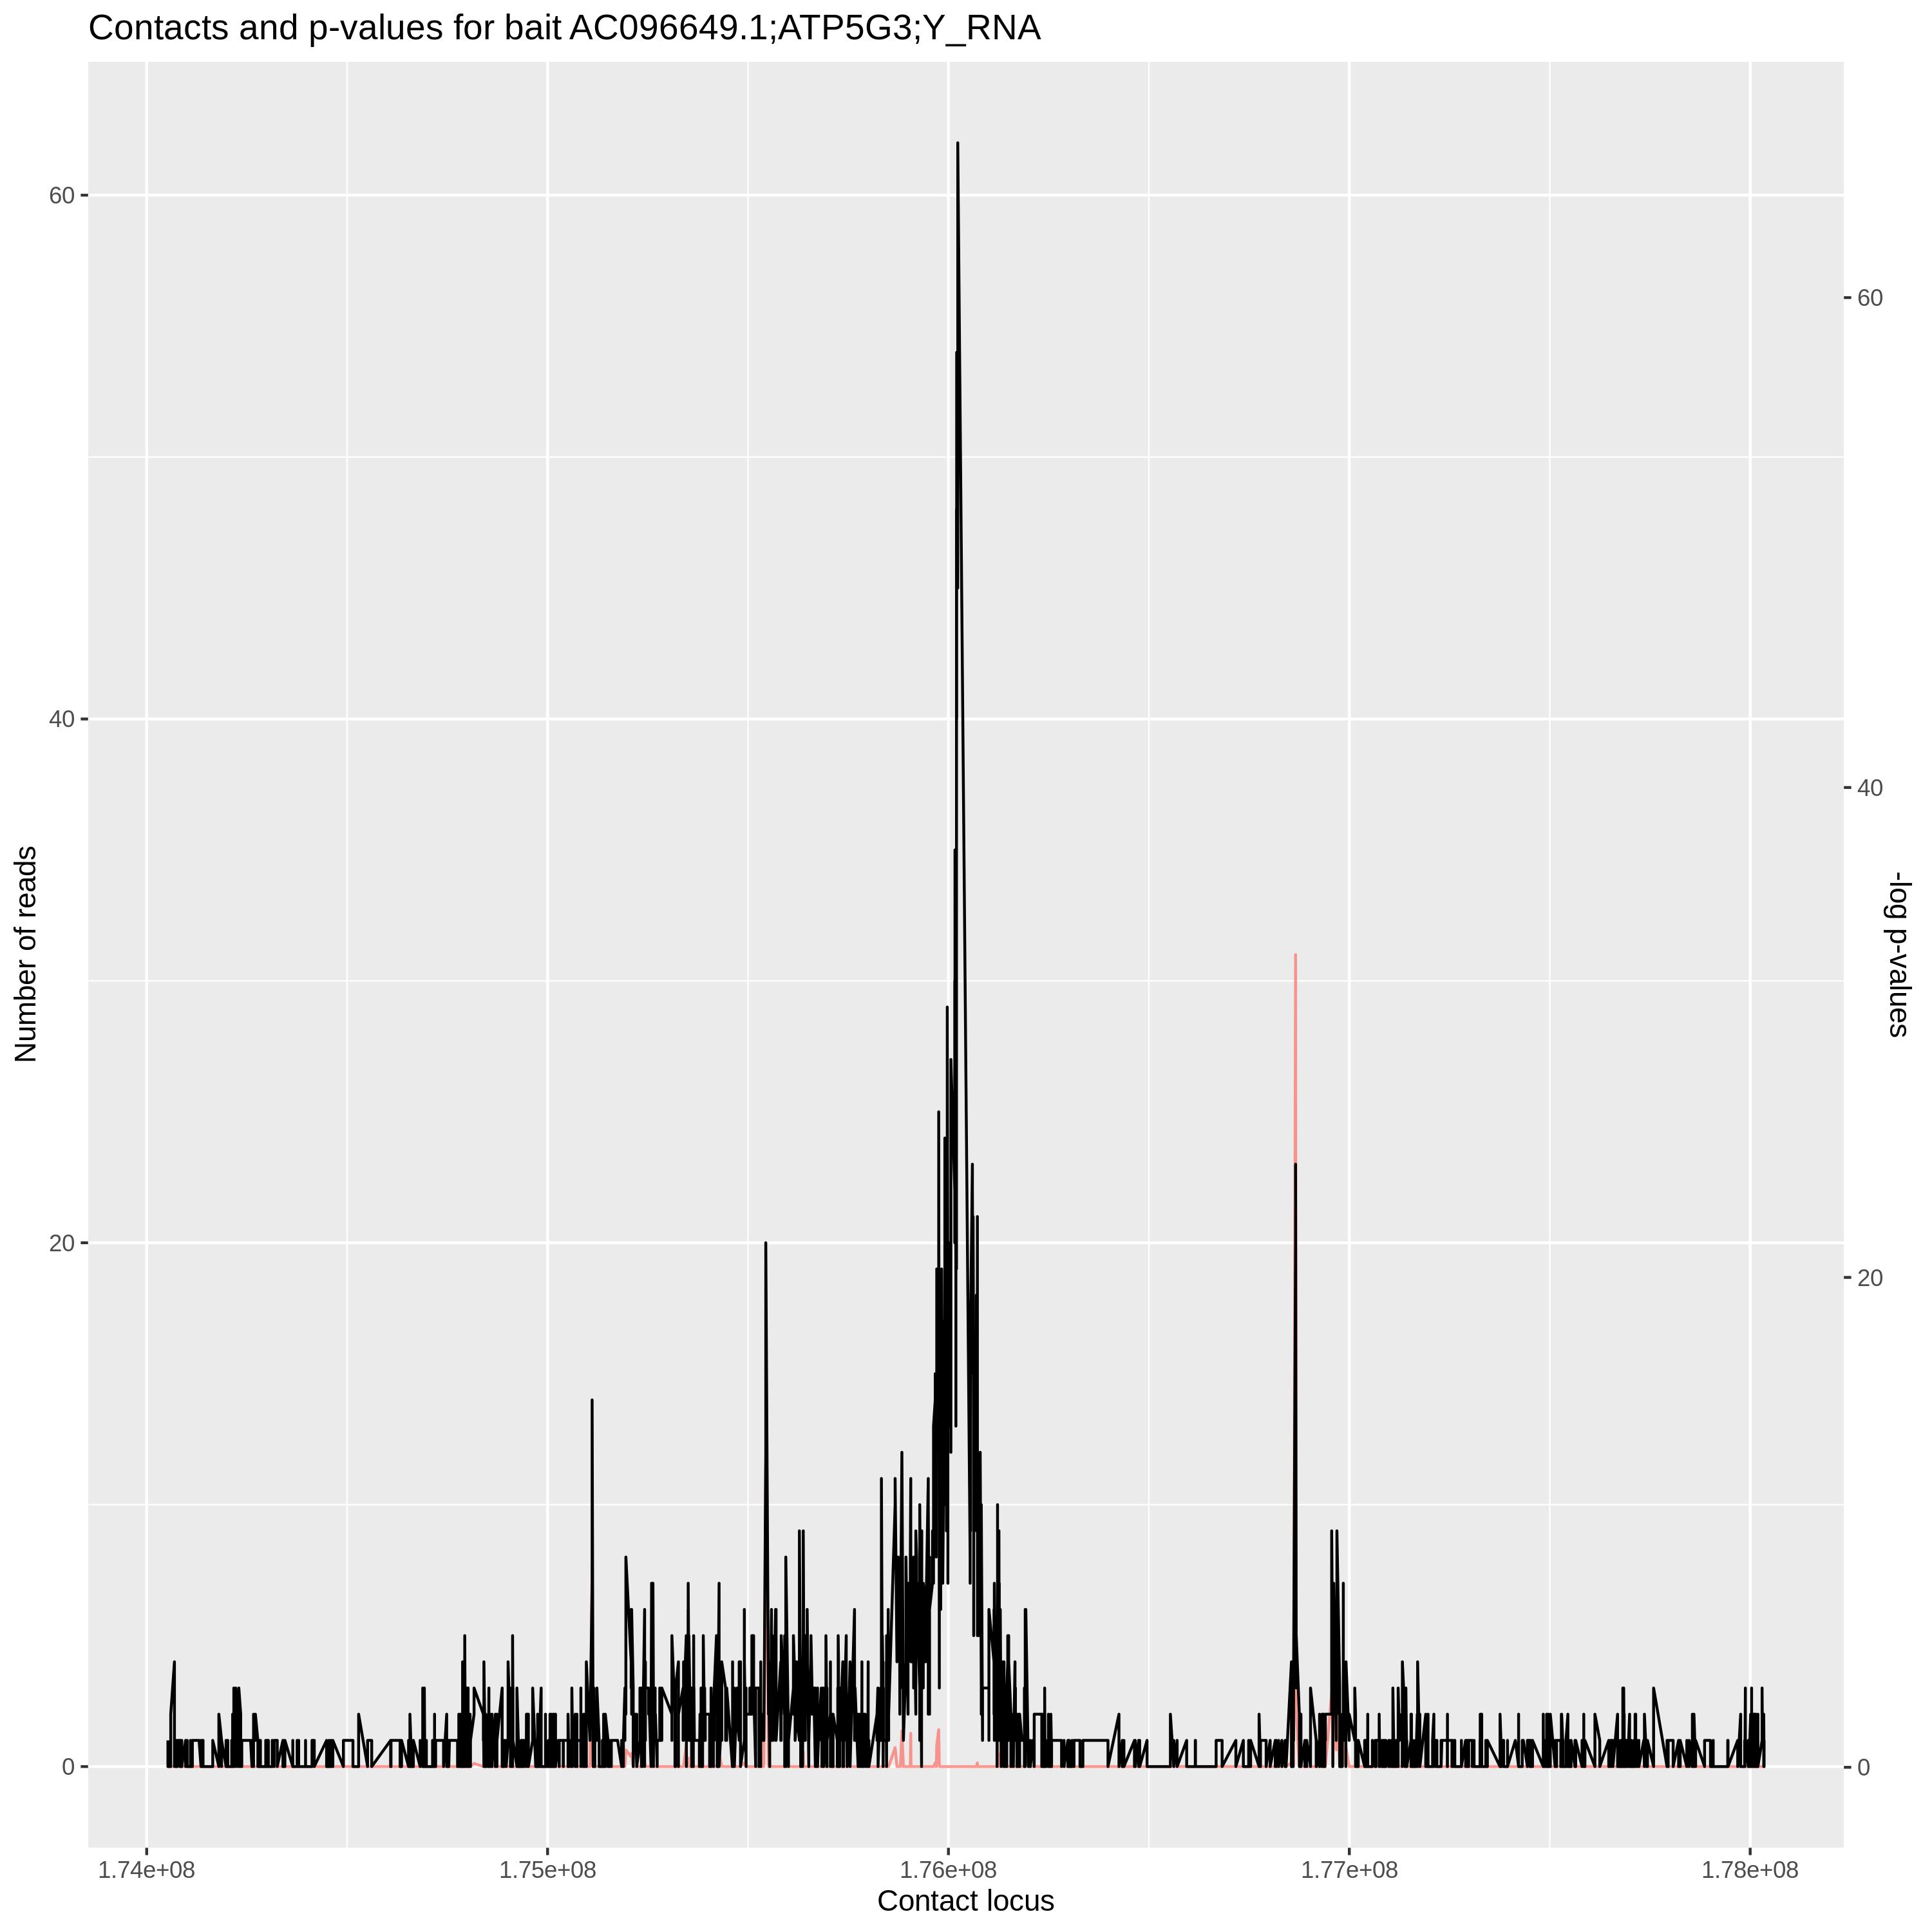 Contacts and p-values for bait AC096649.1;ATP5G3;Y_RNA
60
40
20
0
Number of reads
60
40
20
0
-log p-values
1.74e+08
1.75e+08
1.76e+08
1.77e+08
1.78e+08
Contact locus